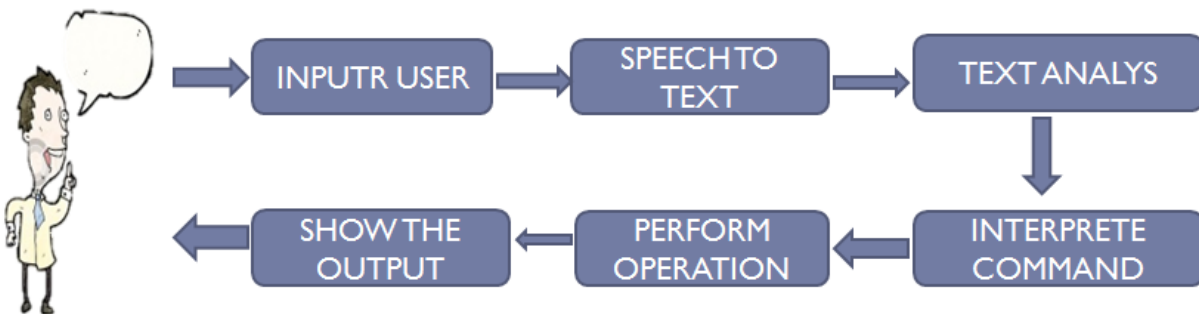 INPUTR USER
SPEECH TO
TEXT
TEXT ANALYS
INTERPRETE
COMMAND
PERFORM
OPERATION
SHOW THE
OUTPUT